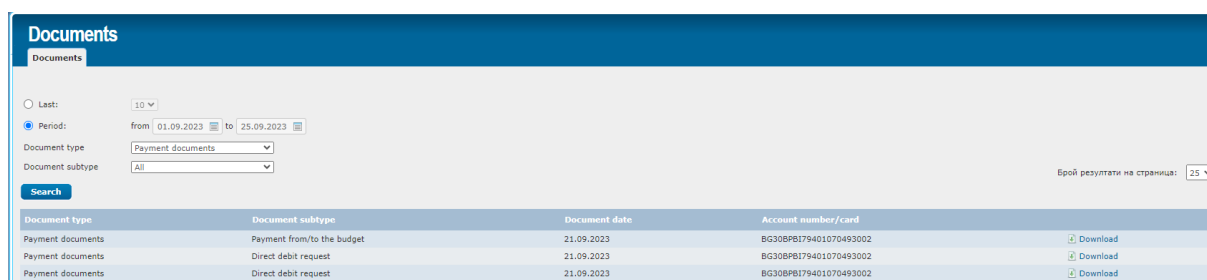 Documents
Documents
Last: 10
Period: from 01.09.2023 to 25.09.2023
Document type Payment documents
Document subtype All
Брой резултати на страница: 25
Search
Document type Document subtype Document date Account number/card
Payment documents Payment from/to the budget 21.09.2023 BG30BPBI79401070493002 Download
Payment documents Direct debit request 21.09.2023 BG30BPBI79401070493002 Download
Payment documents Direct debit request 21.09.2023 BG30BPBI79401070493002 Download